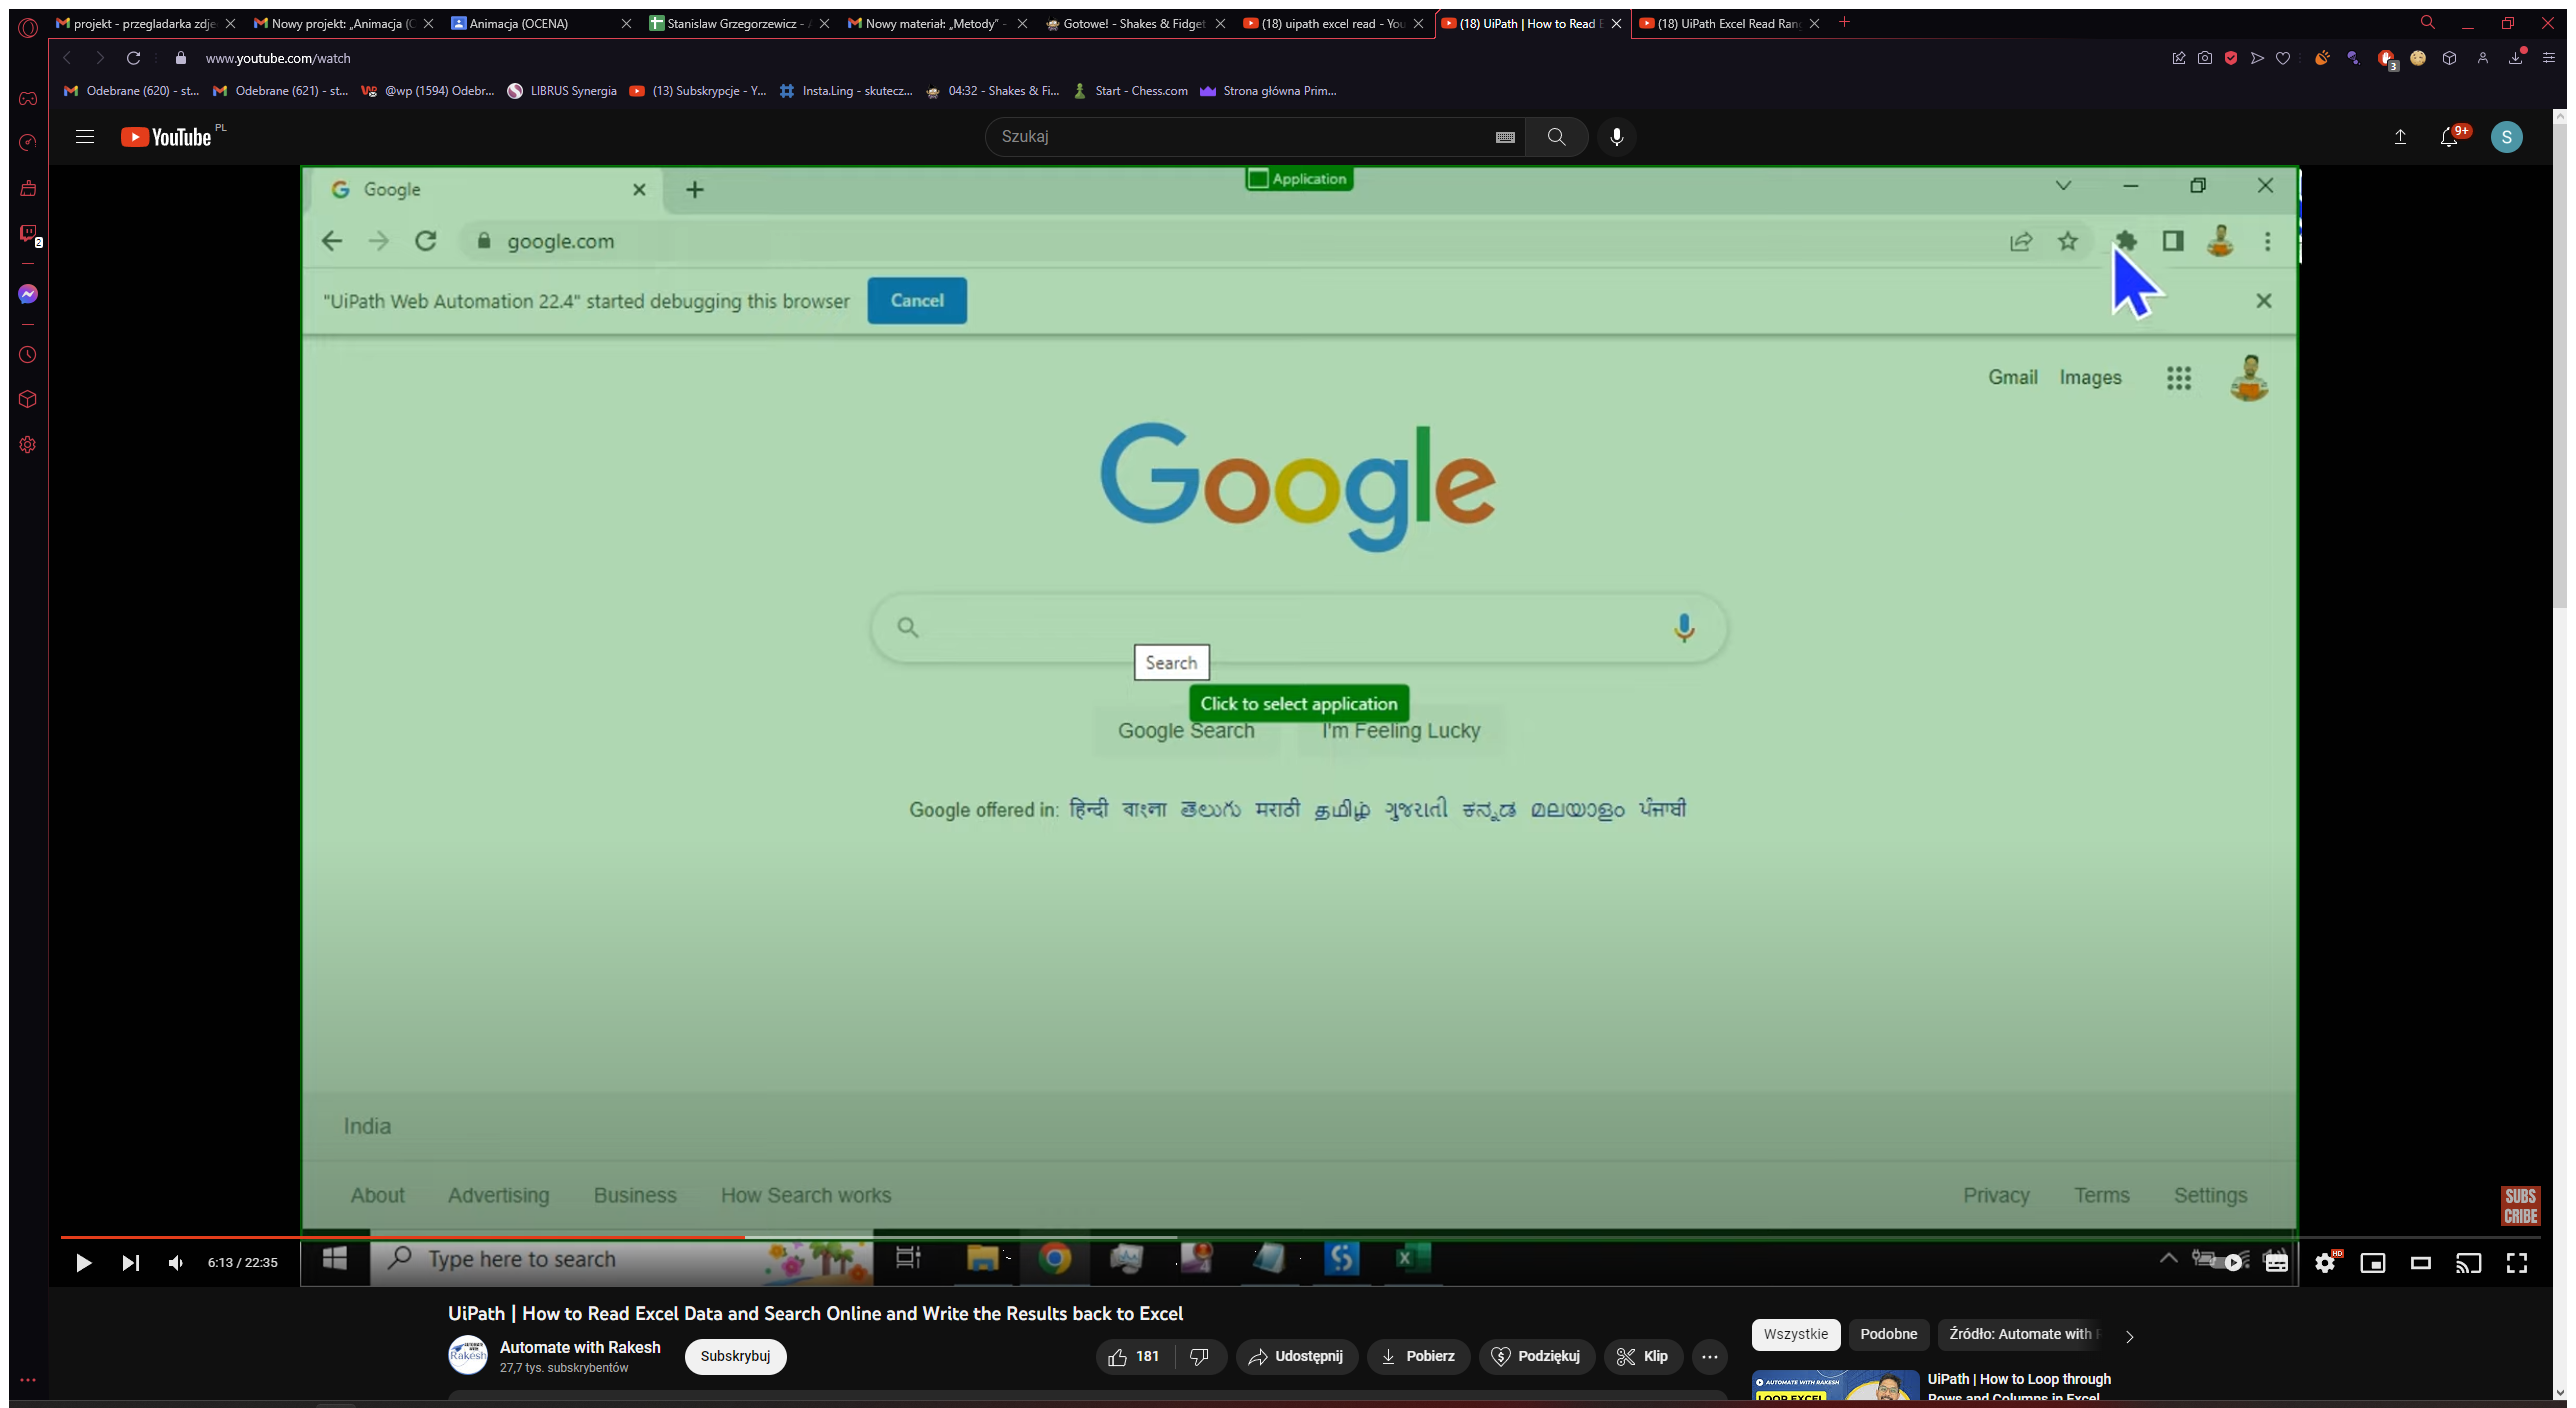 projekt - przegladarka zdje
Nowy projekt: „Animacja (O
Animacja (OCENA)
Stanislaw Grzegorzewicz - A
Nowy materiał: „Metody” -
Gotowe! - Shakes & Fidget
(18) uipath excel read - You
(18) UiPath | How to Read E
(18) UiPath Excel Read Ran
www.youtube.com/watch
3
Odebrane (620) - st...
Odebrane (621) - st...
@wp (1594) Odebr...
LIBRUS Synergia
(13) Subskrypcje - Y...
Insta.Ling - skutecz...
04:32 - Shakes & Fi...
Start - Chess.com
Strona główna Prim...
YouTube PL
Szukaj
9+
S
2
Google
Application
google.com
"UiPath Web Automation 22.4" started debugging this browser
Cancel
Gmail Images
Google
Search
Click to select application
Google Search
I'm Feeling Lucky
Google offered in: हिन्दी বাংলা తెలుగు मराठी தமிழ் ગુજરાતી ಕನ್ನಡ മലയാളം ਪੰਜਾਬੀ
India
About Advertising Business How Search works
Privacy Terms Settings
SUBS
CRIBE
6:13 / 22:35
Type here to search
HD
UiPath | How to Read Excel Data and Search Online and Write the Results back to Excel
Rakesh
Automate with Rakesh
27,7 tys. subskrybentów
Subskrybuj
181
Udostępnij
Pobierz
Podziękuj
Klip
Wszystkie
Podobne
Źródło: Automate with R
AUTOMATE WITH RAKESH
LOOP EXCEL
UiPath | How to Loop through
Rows and Columns in Excel